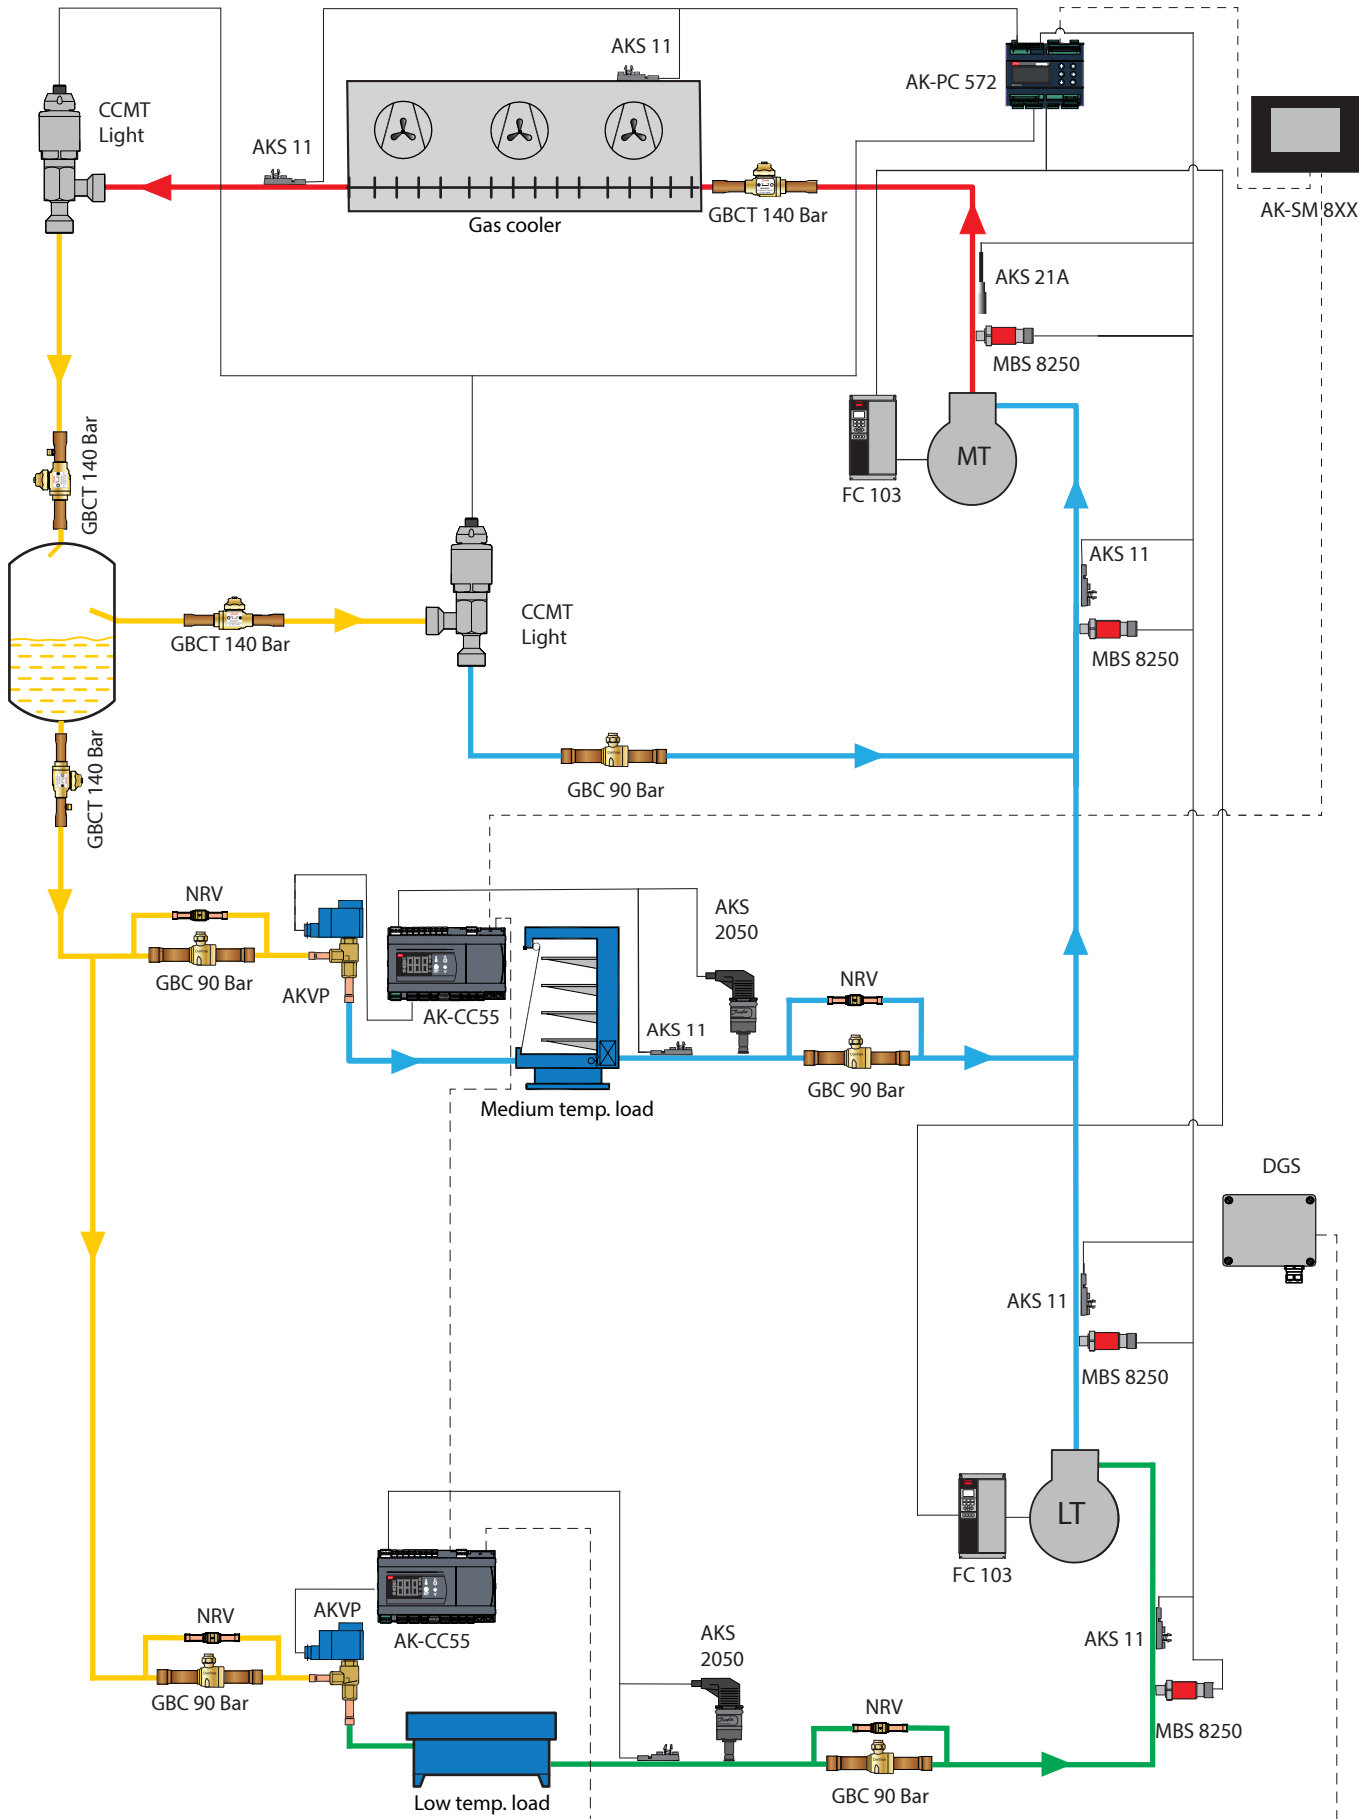 AKS 11
AK-PC 572
CCMT
Light
AKS 11
GBCT 140 Bar
Gas cooler
AK-SM 8XX
AKS 21A
MBS 8250
GBCT 140 Bar
MT
FC 103
AKS 11
CCMT
Light
GBCT 140 Bar
MBS 8250
GBCT 140 Bar
GBC 90 Bar
NRV
AKS
2050
GBC 90 Bar
AKVP
AK-CC55
NRV
AKS 11
GBC 90 Bar
Medium temp. load
DGS
AKS 11
MBS 8250
LT
FC 103
NRV
AKVP
AK-CC55
AKS
2050
AKS 11
GBC 90 Bar
NRV
MBS 8250
GBC 90 Bar
Low temp. load